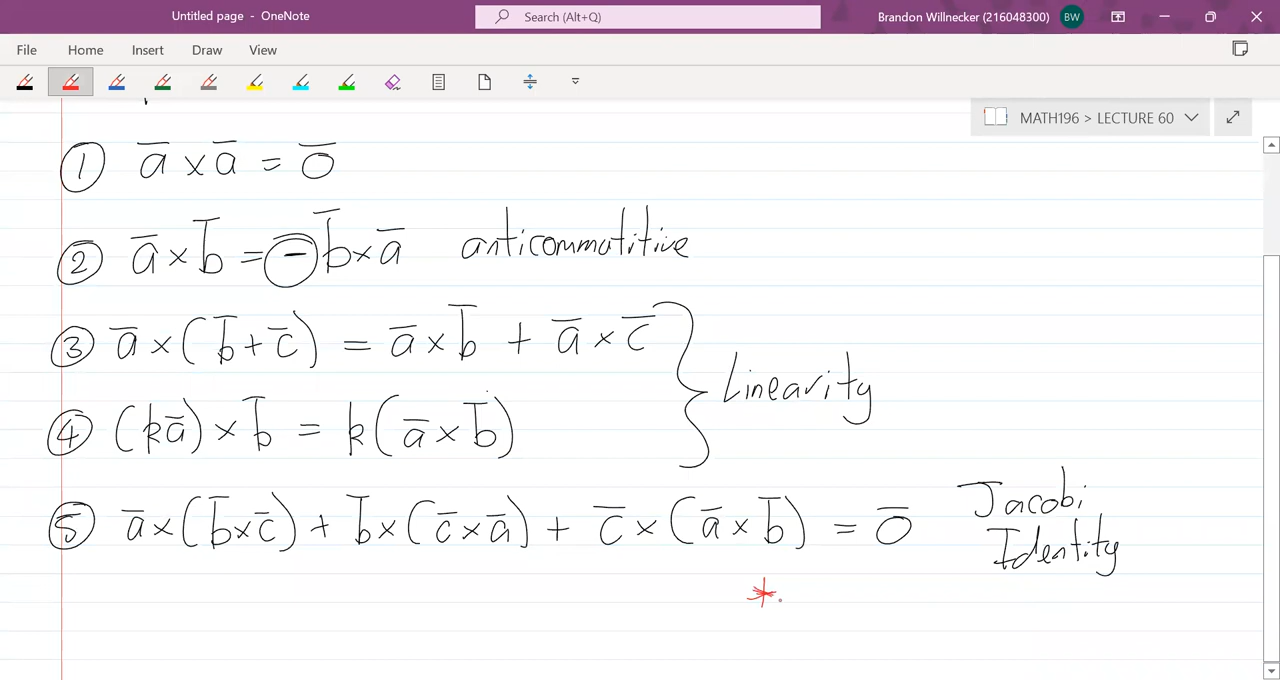 Untitled page - OneNote
Search (Alt+Q)
Brandon Willnecker (216048300)
BW
File Home Insert Draw View
MATH196 > LECTURE 60
① a̅ × a̅ = 0̅
② a̅ × b̅ = - b̅ × a̅ anticommutitive
③ a̅ × (b̅ + c̅) = a̅ × b̅ + a̅ × c̅
④ (ka̅) × b̅ = k(a̅ × b̅)
} Linearity
⑤ a̅ × (b̅ × c̅) + b̅ × (c̅ × a̅) + c̅ × (a̅ × b̅) = 0̅
Jacobi
Identity
*.